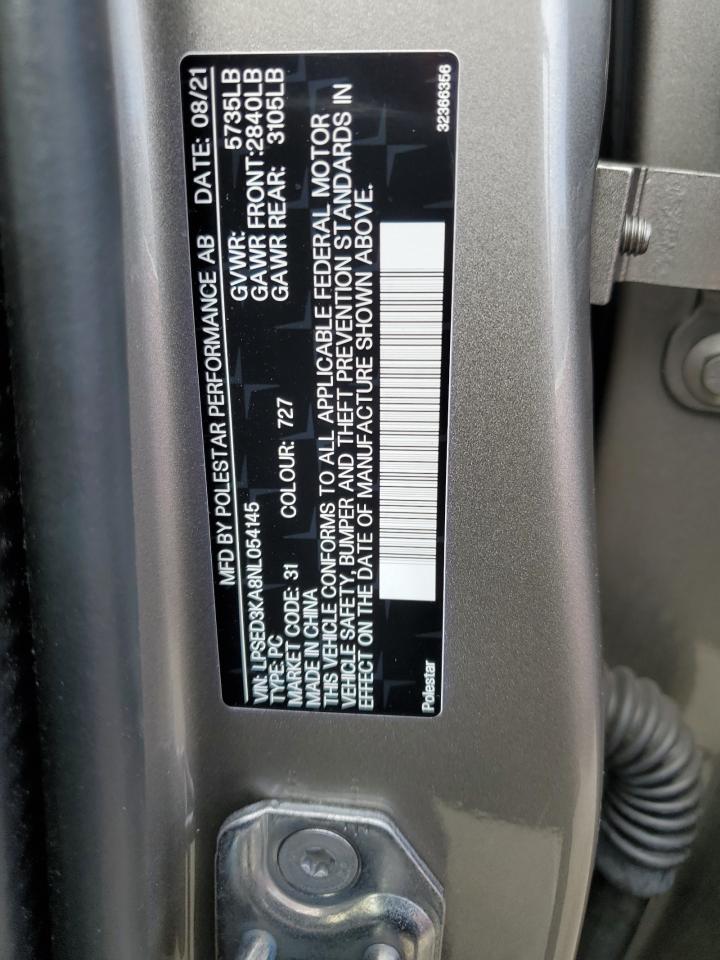 MFD BY POLESTAR PERFORMANCE AB DATE: 08/21
VIN: LPSED3KA8NL054145 GVWR: 5735LB
TYPE: PC GAWR FRONT:2840LB
MARKET CODE: 31 COLOUR: 727 GAWR REAR: 3105LB
MADE IN CHINA
THIS VEHICLE CONFORMS TO ALL APPLICABLE FEDERAL MOTOR
VEHICLE SAFETY, BUMPER AND THEFT PREVENTION STANDARDS IN
EFFECT ON THE DATE OF MANUFACTURE SHOWN ABOVE.
Polestar 32366356